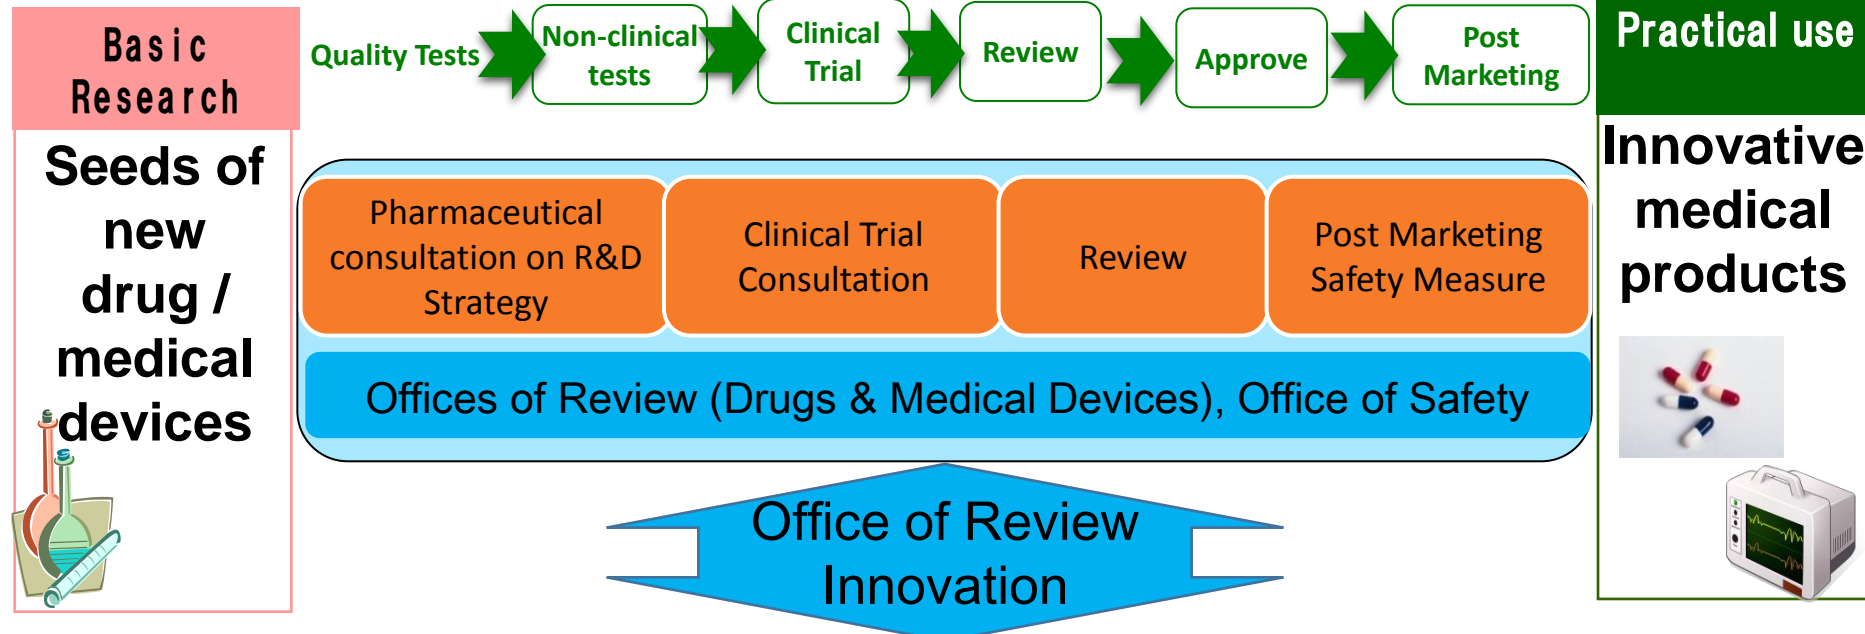 Basic
Research
Seeds of
new
drug /
medical
devices
Quality Tests
Non-clinical
tests
Clinical
Trial
Review
Approve
Post
Marketing
Pharmaceutical
consultation on R&D
Strategy
Clinical Trial
Consultation
Review
Post Marketing
Safety Measure
Offices of Review (Drugs & Medical Devices), Office of Safety
Office of Review
Innovation
Practical use
Innovative
medical
products